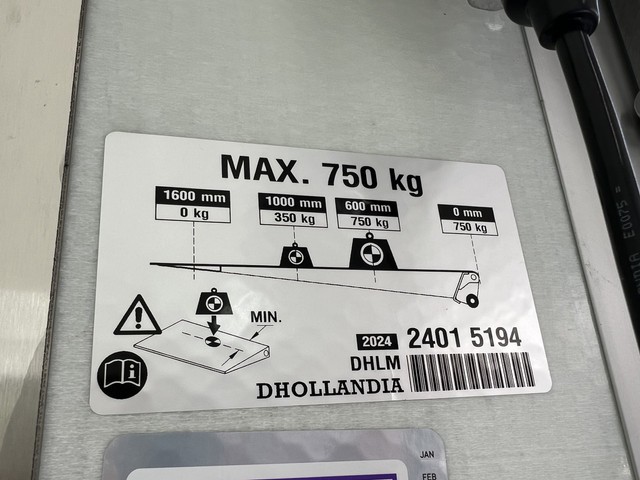 MAX. 750 kg
1600 mm
0 kg
1000 mm
350 kg
600 mm
750 kg
0 mm
750 kg
MIN.
2024 2401 5194
DHLM
DHOLLANDIA
JAN
FEB
E0075